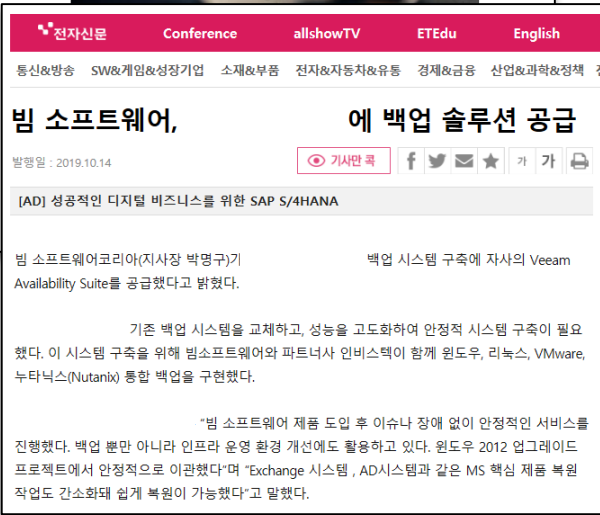 전자신문 Conference allshowTV ETEdu English
통신&방송 SW&게임&성장기업 소재&부품 전자&자동차&유통 경제&금융 산업&과학&정책
빔 소프트웨어, 에 백업 솔루션 공급
발행일 : 2019.10.14 기사만 콕 f 가 가
[AD] 성공적인 디지털 비즈니스를 위한 SAP S/4HANA
빔 소프트웨어코리아(지사장 박명구)가 백업 시스템 구축에 자사의 Veeam
Availability Suite를 공급했다고 밝혔다.
기존 백업 시스템을 교체하고, 성능을 고도화하여 안정적 시스템 구축이 필요
했다. 이 시스템 구축을 위해 빔소프트웨어와 파트너사 인비스텍이 함께 윈도우, 리눅스, VMware,
누타닉스(Nutanix) 통합 백업을 구현했다.
“빔 소프트웨어 제품 도입 후 이슈나 장애 없이 안정적인 서비스를
진행했다. 백업 뿐만 아니라 인프라 운영 환경 개선에도 활용하고 있다. 윈도우 2012 업그레이드
프로젝트에서 안정적으로 이관했다“며 “Exchange 시스템 , AD시스템과 같은 MS 핵심 제품 복원
작업도 간소화돼 쉽게 복원이 가능했다”고 말했다.